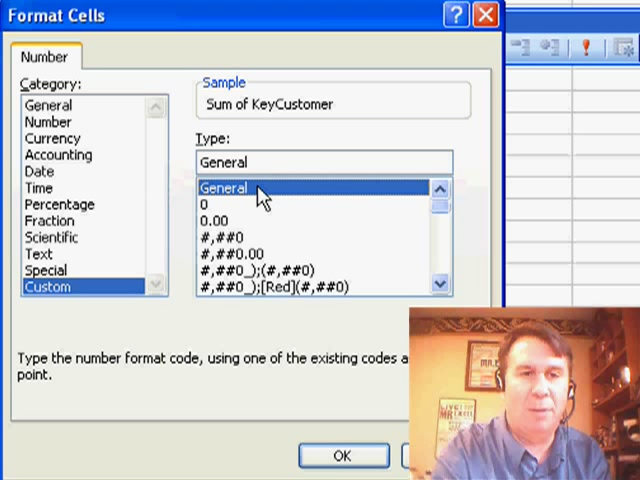 Format Cells
Number
Category:
General
Number
Currency
Accounting
Date
Time
Percentage
Fraction
Scientific
Text
Special
Custom
Sample
Sum of KeyCustomer
Type:
General
General
0
0.00
#,##0
#,##0.00
#,##0_);(#,##0)
#,##0_);[Red](#,##0)
Type the number format code, using one of the existing codes a
point.
OK